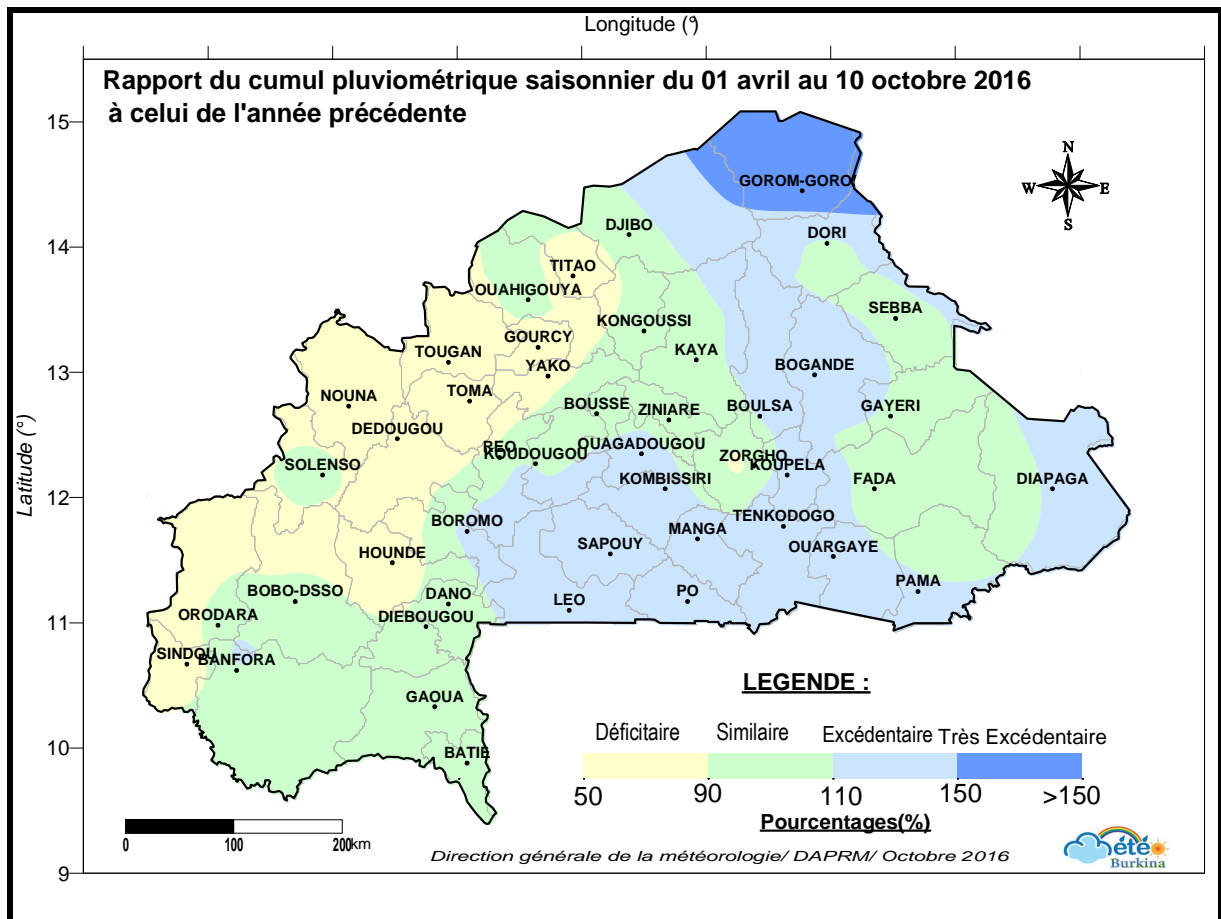 Longitude (°)
Rapport du cumul pluviométrique saisonnier du 01 avril au 10 octobre 2016
à celui de l'année précédente
15
14
13
12
11
10
9
Latitude (°)
N
W
E
S
GOROM-GORO
DORI
DJIBO
TITAO
OUAHIGOUYA
SEBBA
KONGOUSSI
GOURCY
TOUGAN
KAYA
YAKO
BOGANDE
TOMA
NOUNA
BOUSSE
ZINIARE
BOULSA
GAYERI
DEDOUGOU
REO
KOUDOUGOU
OUAGADOUGOU
ZORGHO
KOUPELA
SOLENSO
KOMBISSIRI
FADA
DIAPAGA
BOROMO
MANGA
TENKODOGO
HOUNDE
SAPOUY
OUARGAYE
BOBO-DSSO
DANO
LEO
PO
PAMA
ORODARA
DIEBOUGOU
SINDOU
BANFORA
GAOUA
BATIE
LEGENDE :
Déficitaire
Similaire
Excédentaire
Très Excédentaire
50
90
110
150
>150
Pourcentages(%)
0
100
200km
Direction générale de la météorologie/ DAPRM/ Octobre 2016
été
Burkina